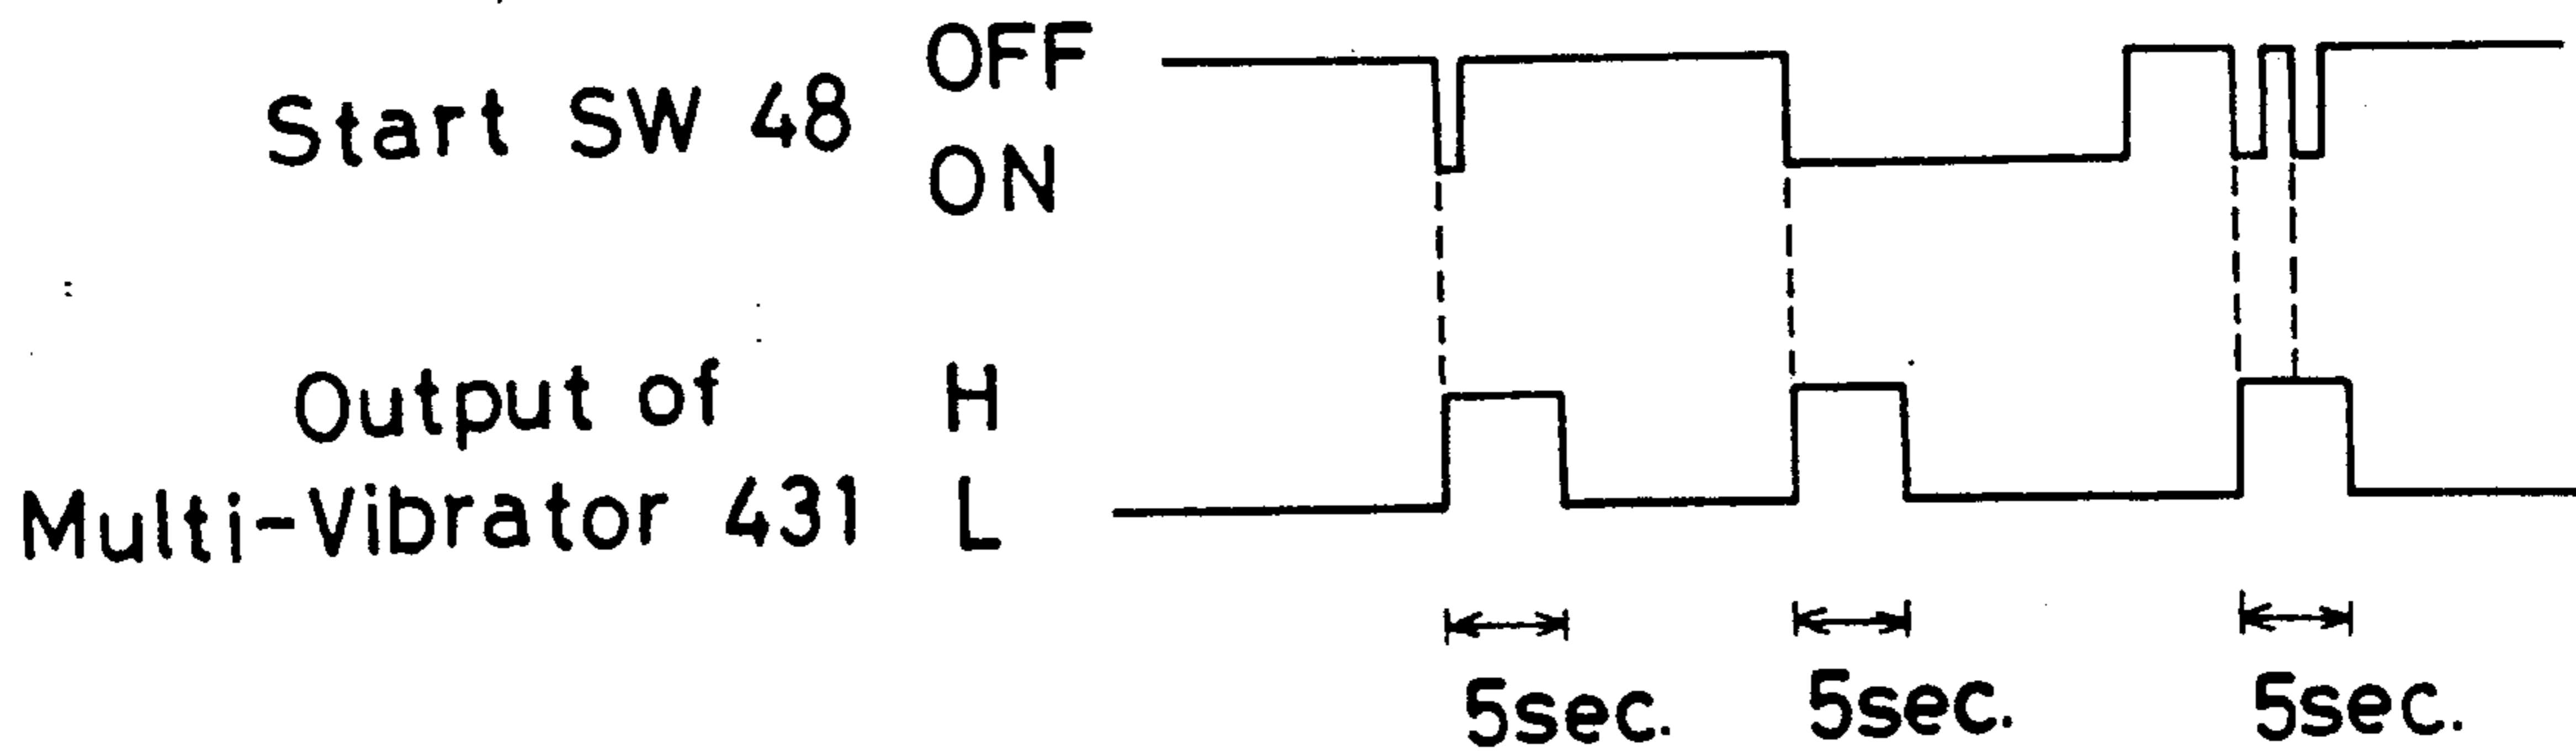 Start SW 48
OFF
ON
Output of
Multi-Vibrator 431
H
L
5sec.
5sec.
5sec.